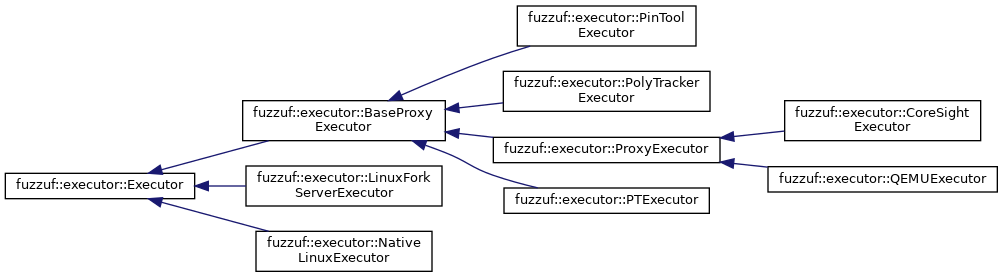 fuzzuf::executor::PinTool
Executor
fuzzuf::executor::PolyTracker
Executor
fuzzuf::executor::BaseProxy
Executor
fuzzuf::executor::CoreSight
Executor
fuzzuf::executor::ProxyExecutor
fuzzuf::executor::QEMUExecutor
fuzzuf::executor::Executor
fuzzuf::executor::LinuxFork
ServerExecutor
fuzzuf::executor::PTExecutor
fuzzuf::executor::Native
LinuxExecutor